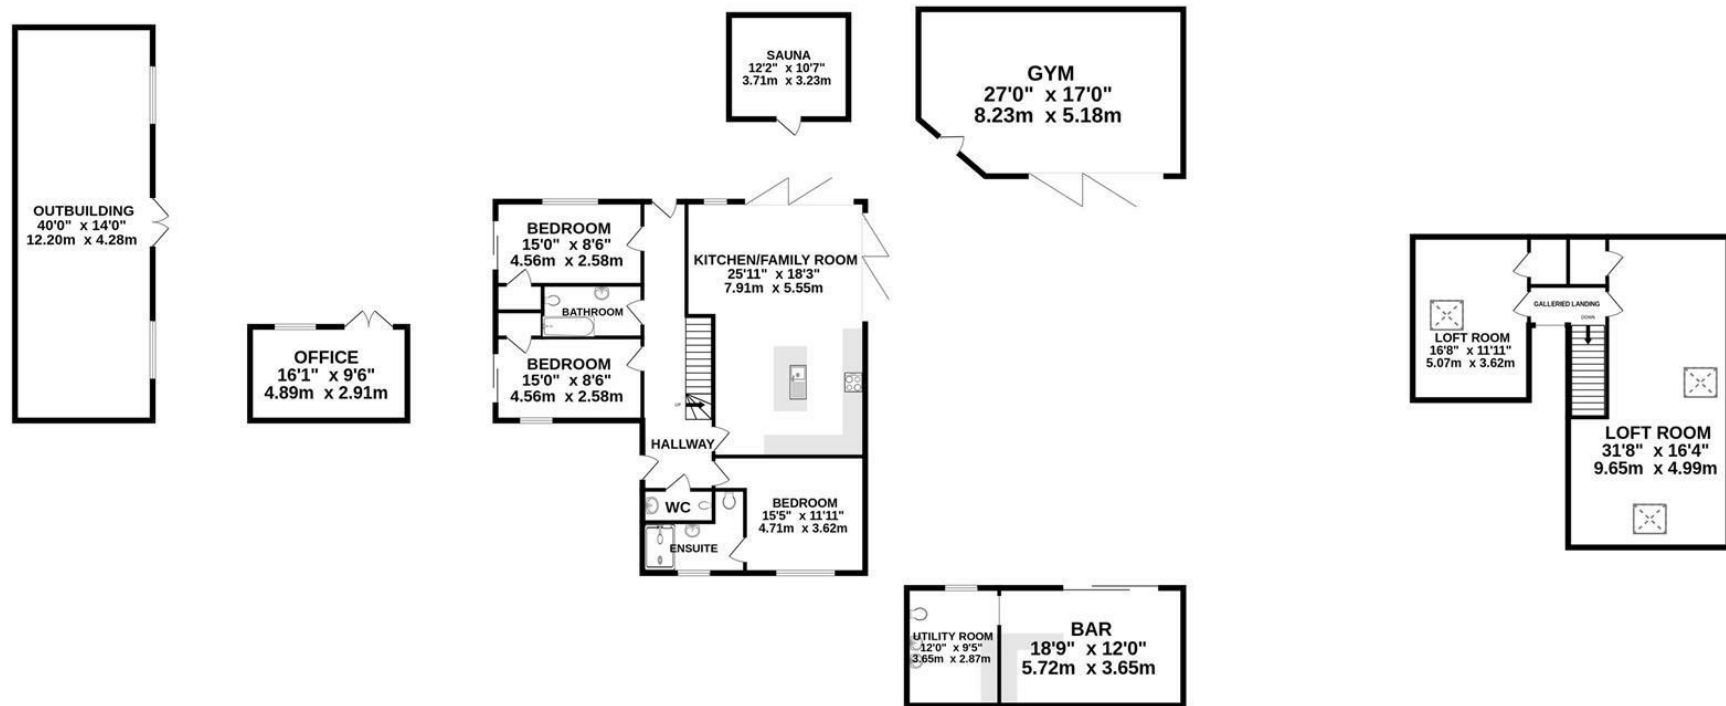 OUTBUILDING
40'0" x 14'0"
12.20m x 4.28m
OFFICE
16'1" x 9'6"
4.89m x 2.91m
SAUNA
12'2" x 10'7"
3.71m x 3.23m
GYM
27'0" x 17'0"
8.23m x 5.18m
BEDROOM
15'0" x 8'6"
4.56m x 2.58m
KITCHEN/FAMILY ROOM
25'11" x 18'3"
7.91m x 5.55m
BATHROOM
BEDROOM
15'0" x 8'6"
4.56m x 2.58m
UP
HALLWAY
WC
BEDROOM
15'5" x 11'11"
4.71m x 3.62m
ENSUITE
UTILITY ROOM
12'0" x 9'5"
3.65m x 2.87m
BAR
18'9" x 12'0"
5.72m x 3.65m
GALLERIED LANDING
DOWN
LOFT ROOM
16'8" x 11'11"
5.07m x 3.62m
LOFT ROOM
31'8" x 16'4"
9.65m x 4.99m